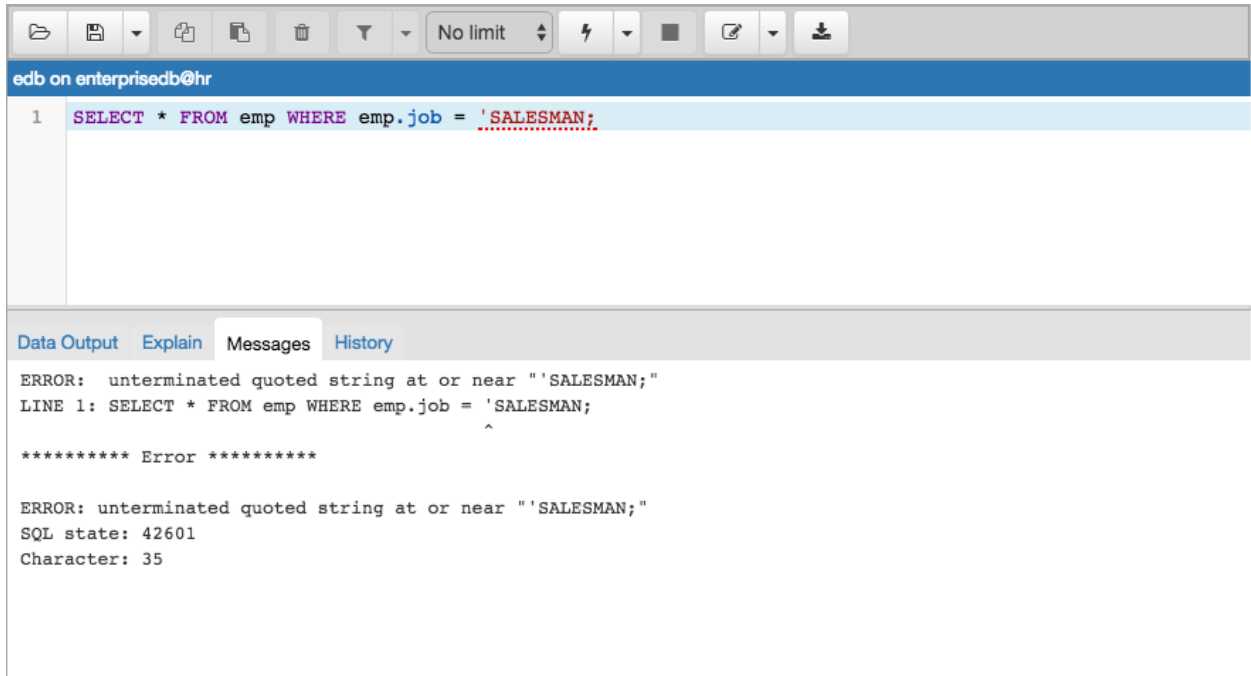 No limit
edb on enterprisedb@hr
1 SELECT * FROM emp WHERE emp.job = 'SALESMAN;
Data Output Explain Messages History
ERROR:  unterminated quoted string at or near "'SALESMAN;"
LINE 1: SELECT * FROM emp WHERE emp.job = 'SALESMAN;
^
********** Error **********
ERROR: unterminated quoted string at or near "'SALESMAN;"
SQL state: 42601
Character: 35